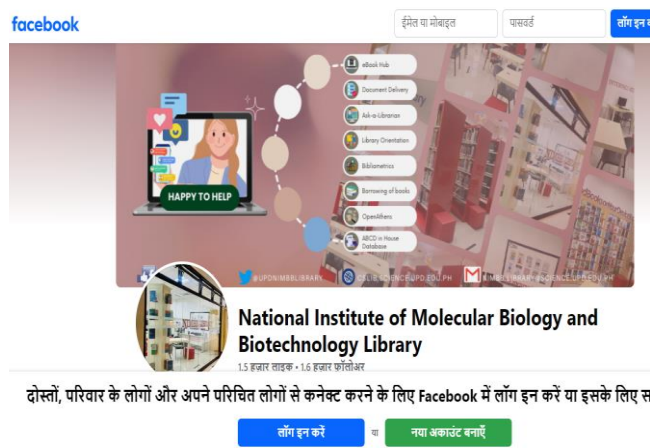 facebook
ईमेल या मोबाइल
पासवर्ड
लॉग इन क
eBook Hub
Document Delivery
Ask-a-Librarian
Library Orientation
Bibliometrics
Borrowing of books
OpenAthens
ABCD in House
Database
HAPPY TO HELP
@UPDNIMBBLIBRARY
CSLIB.SCIENCE.UPD.EDU.PH
National Institute of Molecular Biology and
Biotechnology Library
1.5 हज़ार लाइक • 1.6 हज़ार फ़ॉलोअर
दोस्तों, परिवार के लोगों और अपने परिचित लोगों से कनेक्ट करने के लिए Facebook में लॉग इन करें या इसके लिए स
लॉग इन करें
या
नया अकाउंट बनाएँ